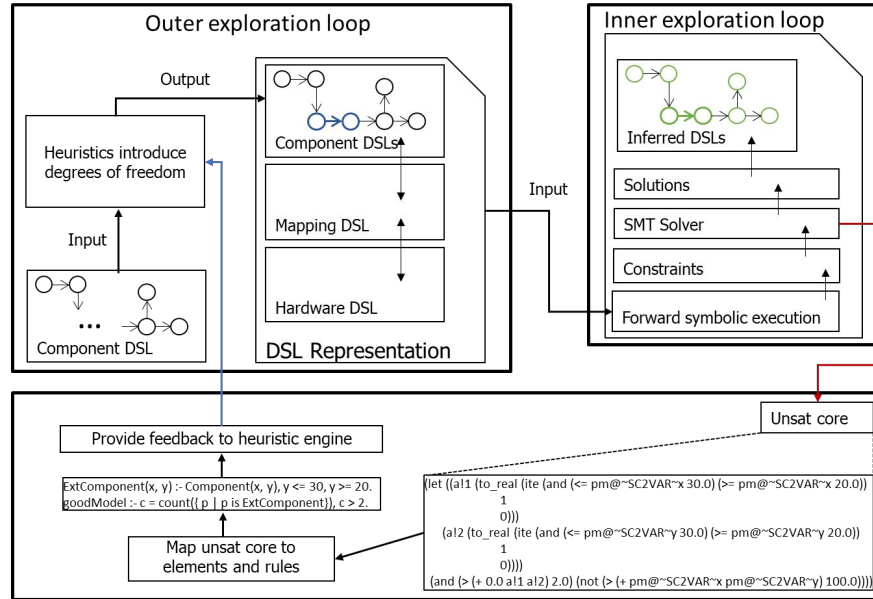 Outer exploration loop
Output
Heuristics introduce
degrees of freedom
Input
...
Component DSL
Component DSLs
Mapping DSL
Hardware DSL
DSL Representation
Input
Inner exploration loop
Inferred DSLs
Solutions
SMT Solver
Constraints
Forward symbolic execution
Unsat core
Provide feedback to heuristic engine
ExtComponent(x, y) :- Component(x, y), y <= 30, y >= 20.
goodModel :- c = count({ p | p is ExtComponent}), c > 2.
Map unsat core to
elements and rules
(let ((a!1 (to_real (ite (and (<= pm@~SC2VAR~x 30.0) (>= pm@~SC2VAR~x 20.0))
1
0)))
(a!2 (to_real (ite (and (<= pm@~SC2VAR~y 30.0) (>= pm@~SC2VAR~y 20.0))
1
0))))
(and (> (+ 0.0 a!1 a!2) 2.0) (not (> (+ pm@~SC2VAR~x pm@~SC2VAR~y) 100.0))))